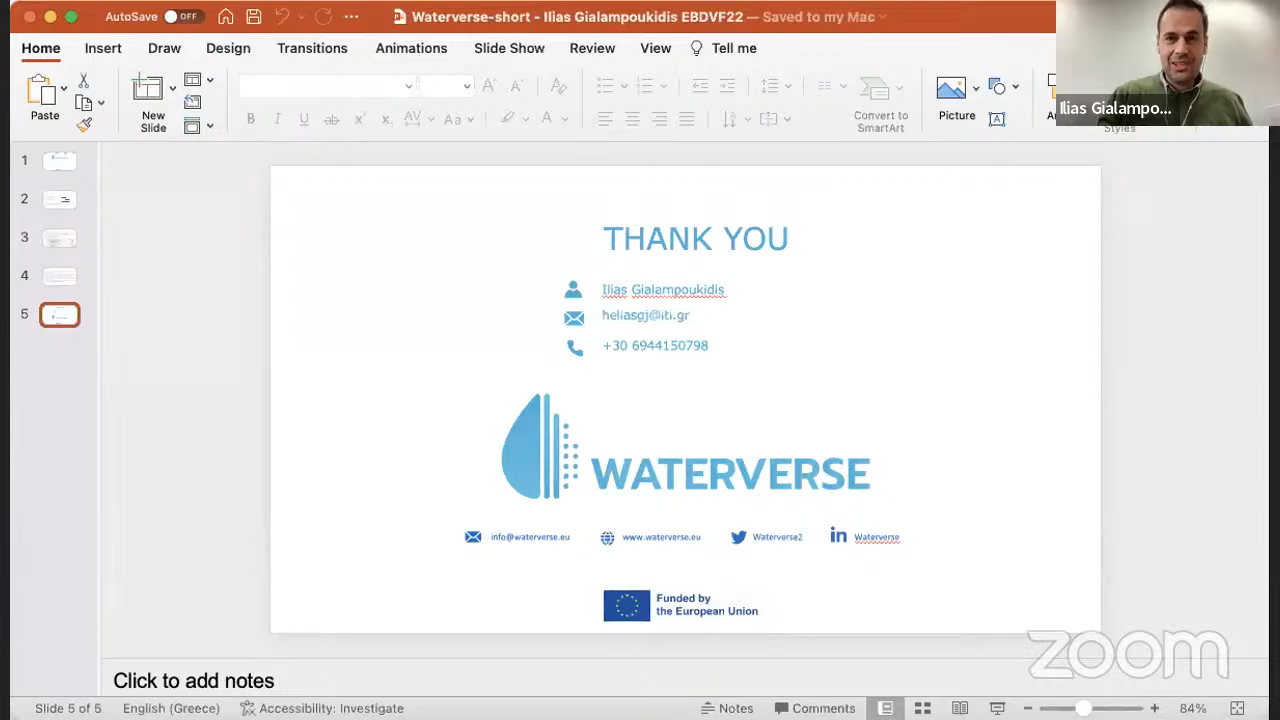 AutoSave OFF
Waterverse-short - Ilias Gialampoukidis EBDVF22 — Saved to my Mac
Home Insert Draw Design Transitions Animations Slide Show Review View Tell me
Paste
New Slide
Convert to SmartArt
Picture
Styles
Ilias Gialampo...
1
2
3
4
5
THANK YOU
Ilias Gialampoukidis
heliasgj@iti.gr
+30 6944150798
WATERVERSE
info@waterverse.eu www.waterverse.eu Waterverse2 Waterverse
Funded by
the European Union
zoom
Click to add notes
Slide 5 of 5 English (Greece) Accessibility: Investigate Notes Comments 84%